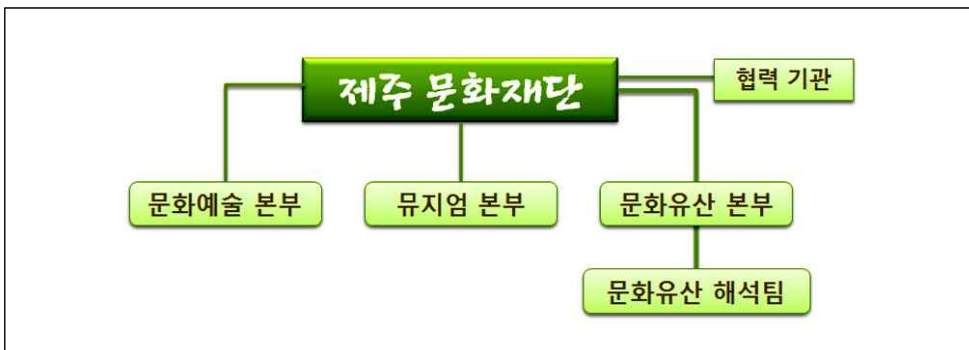 제주 문화재단
협력 기관
문화예술 본부
뮤지엄 본부
문화유산 본부
문화유산 해석팀